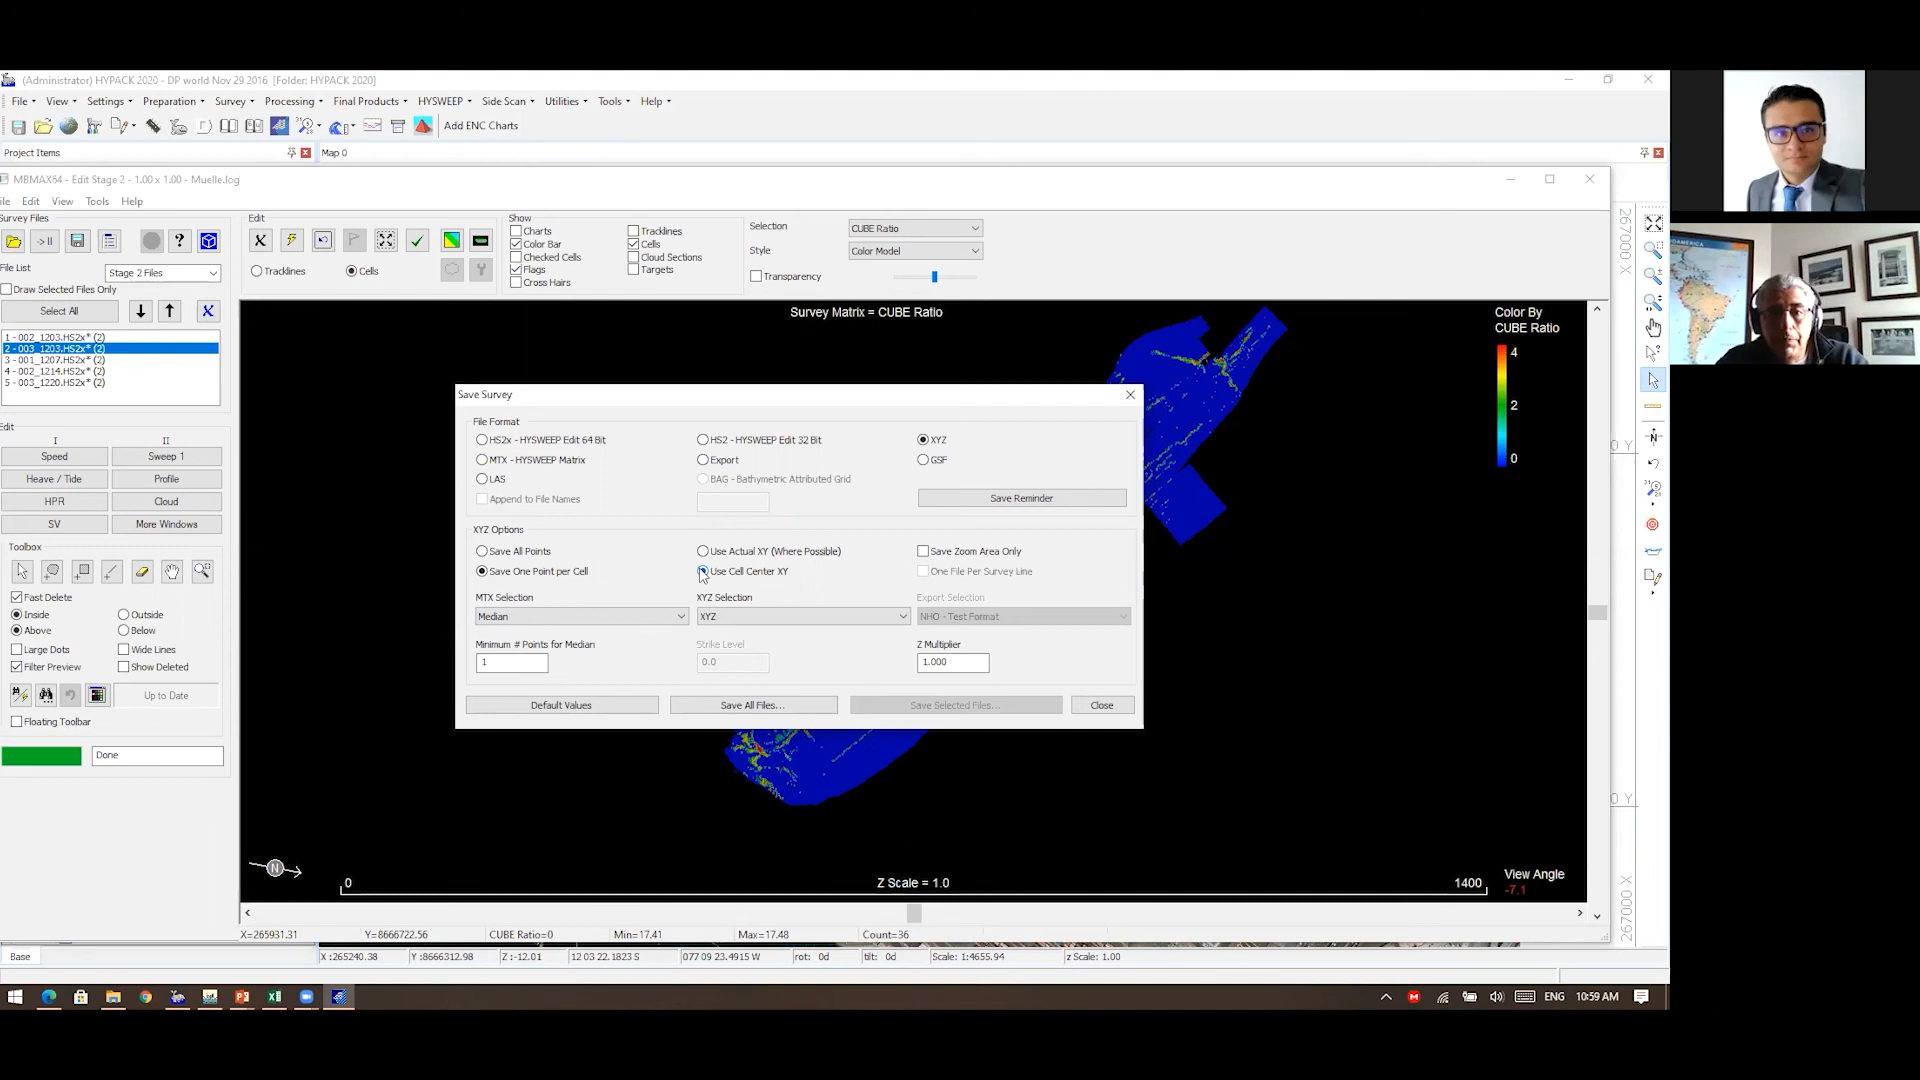 (Administrator) HYPACK 2020 - DP world Nov 29 2016 [Folder: HYPACK 2020]
File View Settings Preparation Survey Processing Final Products HYSWEEP Side Scan Utilities Tools Help
Add ENC Charts
Project Items
Map 0
MBMAX64 - Edit Stage 2 - 1.00 x 1.00 - Muelle.log
ile Edit View Tools Help
Survey Files
File List
Stage 2 Files
Draw Selected Files Only
Select All
1 - 002_1203.HS2x* (2)
2 - 003_1203.HS2x* (2)
3 - 001_1207.HS2x* (2)
4 - 002_1214.HS2x* (2)
5 - 003_1220.HS2x* (2)
Edit
I II
Speed Sweep 1
Heave / Tide Profile
HPR Cloud
SV More Windows
Toolbox
Fast Delete
Inside Outside
Above Below
Large Dots Wide Lines
Filter Preview Show Deleted
Up to Date
Floating Toolbar
Done
Edit
Tracklines Cells
Show
Charts Tracklines
Color Bar Cells
Checked Cells Cloud Sections
Flags Targets
Cross Hairs
Selection CUBE Ratio
Style Color Model
Transparency
Survey Matrix = CUBE Ratio
Color By
CUBE Ratio
4
2
0
Save Survey
File Format
HS2x - HYSWEEP Edit 64 Bit HS2 - HYSWEEP Edit 32 Bit XYZ
MTX - HYSWEEP Matrix Export GSF
LAS BAG - Bathymetric Attributed Grid
Append to File Names Save Reminder
XYZ Options
Save All Points Use Actual XY (Where Possible) Save Zoom Area Only
Save One Point per Cell Use Cell Center XY One File Per Survey Line
MTX Selection XYZ Selection Export Selection
Median XYZ NHO - Test Format
Minimum # Points for Median Strike Level Z Multiplier
1 0.0 1.000
Default Values Save All Files... Save Selected Files... Close
N
0 Z Scale = 1.0 1400
View Angle
-7.1
X=265931.31 Y=8666722.56 CUBE Ratio=0 Min=17.41 Max=17.48 Count=36
267000 X
0 Y
0 Y
267000 X
Base X :265240.38 Y :8666312.98 Z :-12.01 12 03 22.1823 S 077 09 23.4915 W rot: 0d tilt: 0d Scale: 1:4655.94 z Scale: 1.00
ENG 10:59 AM